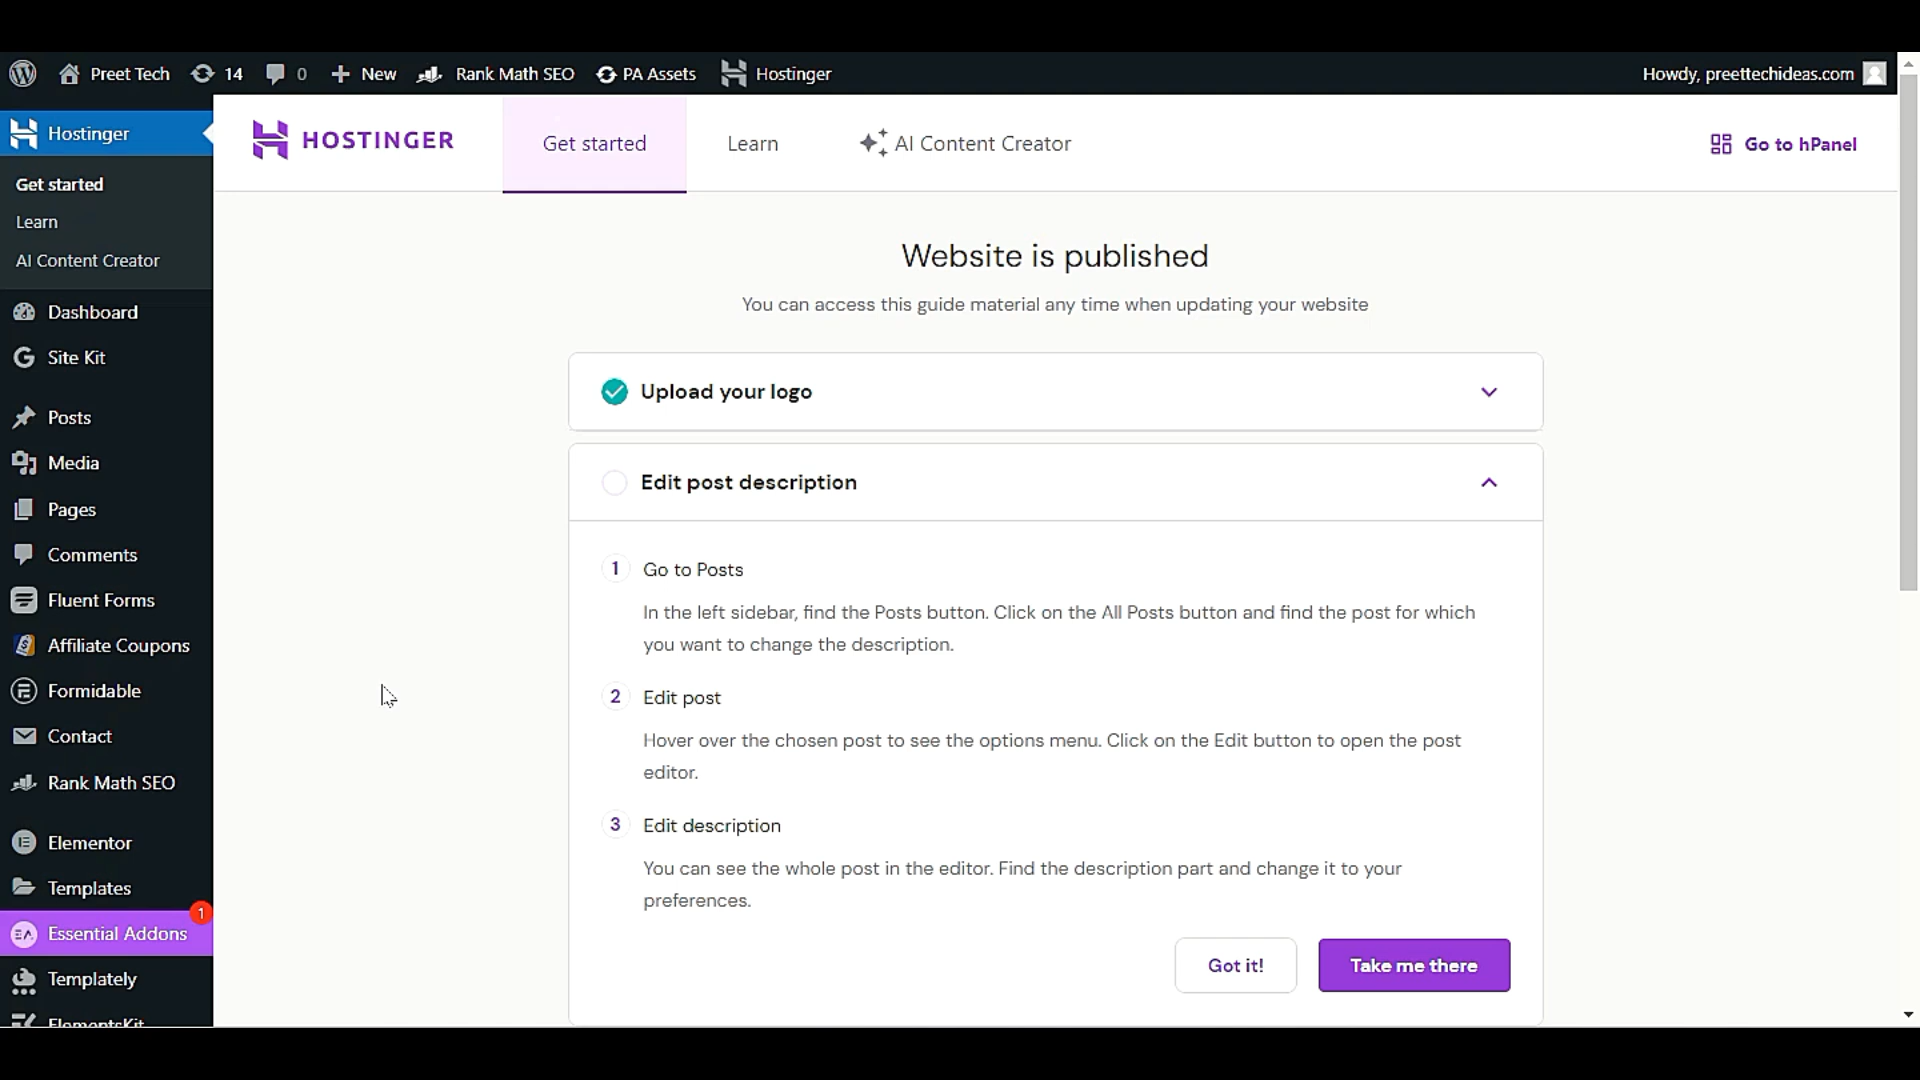 Preet Tech 14 0 New Rank Math SEO PA Assets Hostinger Howdy, preettechideas.com
Hostinger
Get started
Learn
AI Content Creator
Dashboard
Site Kit
Posts
Media
Pages
Comments
Fluent Forms
Affiliate Coupons
Formidable
Contact
Rank Math SEO
Elementor
Templates
1
Essential Addons
Templately
ElementsKit
HOSTINGER Get started Learn AI Content Creator Go to hPanel
Website is published
You can access this guide material any time when updating your website
Upload your logo
Edit post description
1 Go to Posts
In the left sidebar, find the Posts button. Click on the All Posts button and find the post for which
you want to change the description.
2 Edit post
Hover over the chosen post to see the options menu. Click on the Edit button to open the post
editor.
3 Edit description
You can see the whole post in the editor. Find the description part and change it to your
preferences.
Got it! Take me there